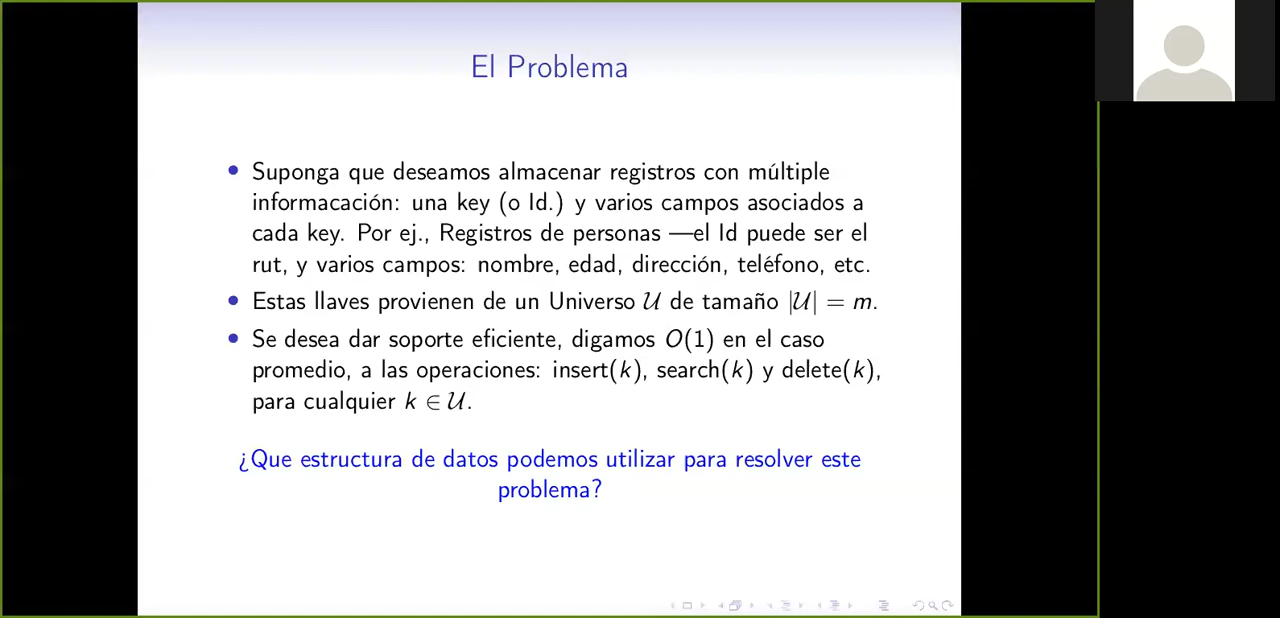 El Problema
Suponga que deseamos almacenar registros con múltiple
informacación: una key (o Id.) y varios campos asociados a
cada key. Por ej., Registros de personas —el Id puede ser el
rut, y varios campos: nombre, edad, dirección, teléfono, etc.
Estas llaves provienen de un Universo 𝒰 de tamaño |𝒰| = m.
Se desea dar soporte eficiente, digamos O(1) en el caso
promedio, a las operaciones: insert(k), search(k) y delete(k),
para cualquier k ∈ 𝒰.
¿Que estructura de datos podemos utilizar para resolver este
problema?